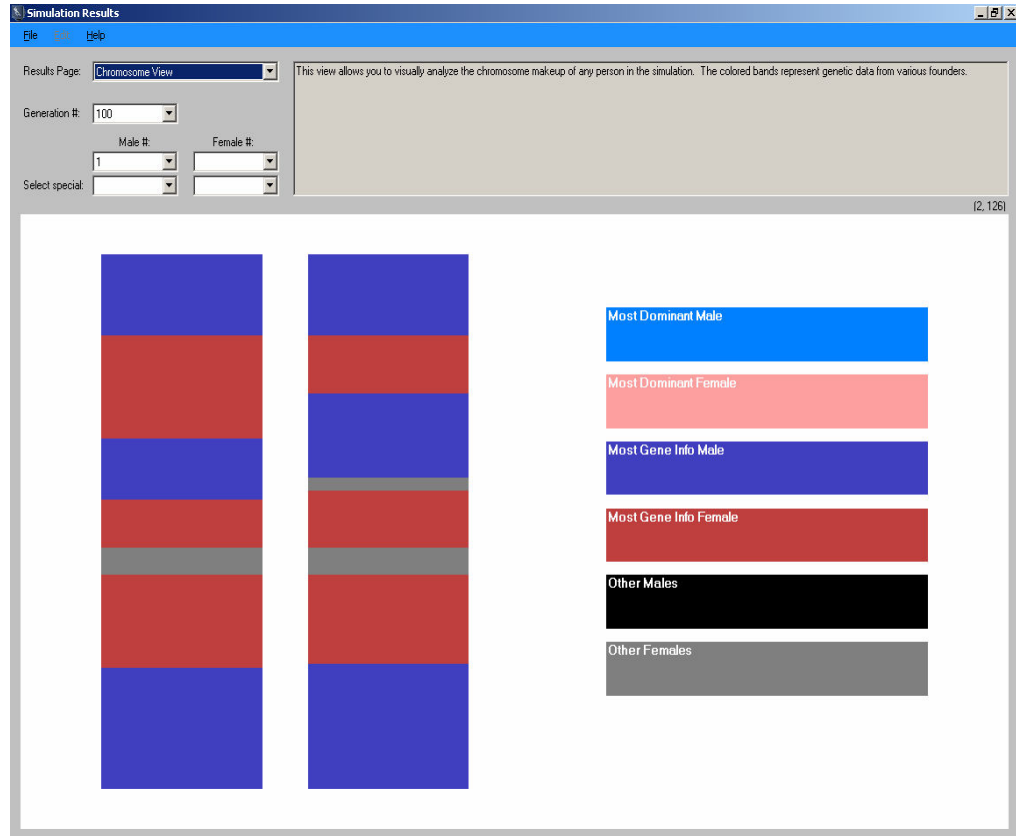 Simulation Results
File
Help
Results Page:
Chromosome View
This view allows you to visually analyze the chromosome makeup of any person in the simulation.  The colored bands represent genetic data from various founders.
Generation #:
100
Male #:
Female #:
1
Select special:
(2, 126)
Most Dominant Male
Most Dominant Female
Most Gene Info Male
Most Gene Info Female
Other Males
Other Females